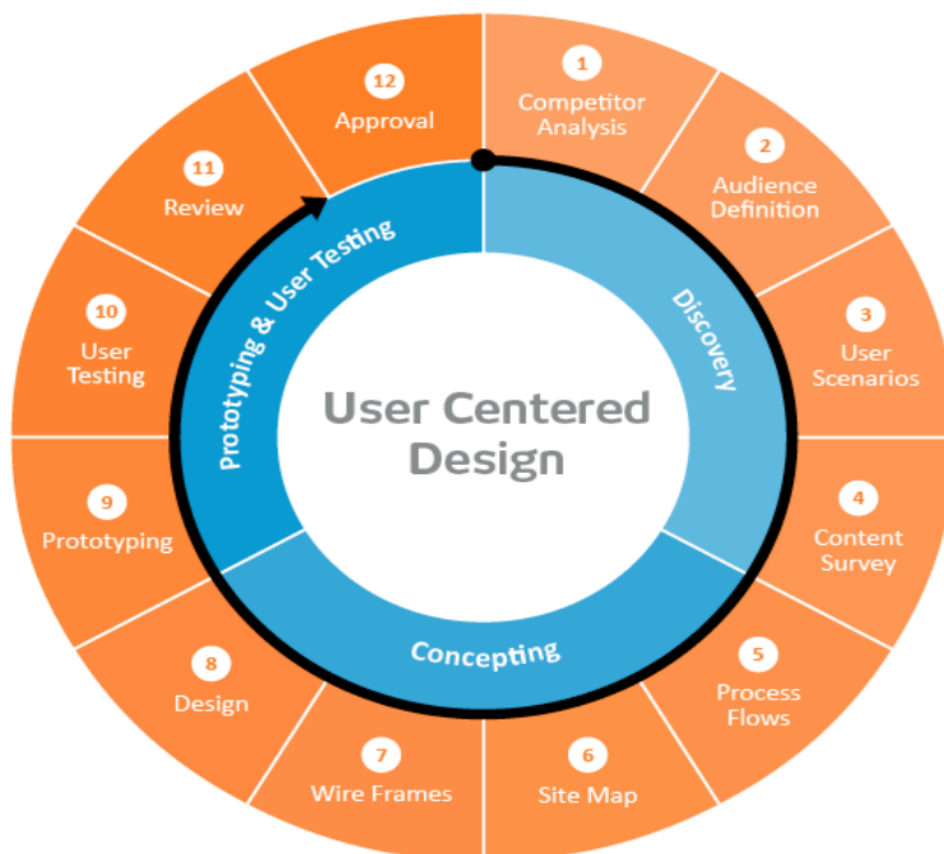 1
Competitor
Analysis
2
Audience
Definition
3
User
Scenarios
4
Content
Survey
5
Process
Flows
6
Site Map
7
Wire Frames
8
Design
9
Prototyping
10
User
Testing
11
Review
12
Approval
Discovery
Concepting
Prototyping & User Testing
User Centered
Design